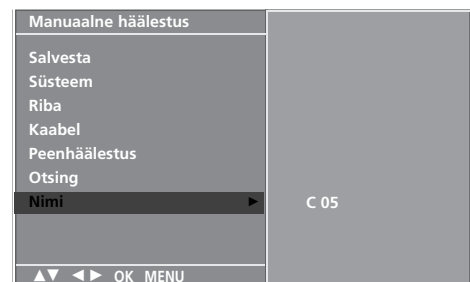 Manuaalne häälestus
Salvesta
Süsteem
Riba
Kaabel
Peenhäälestus
Otsing
Nimi ► C 05
▲▼ ◄► OK MENU